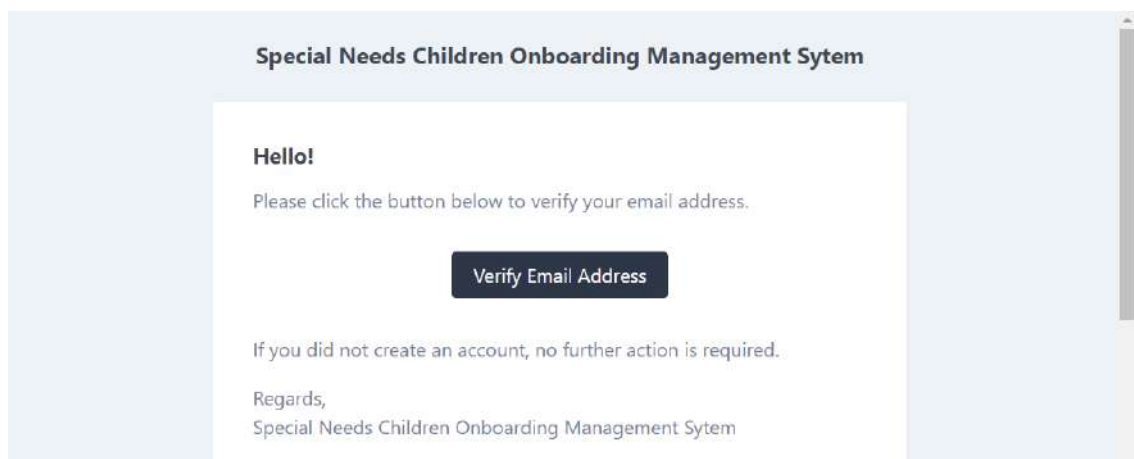 Special Needs Children Onboarding Management Sytem
Hello!
Please click the button below to verify your email address.
Verify Email Address
If you did not create an account, no further action is required.
Regards,
Special Needs Children Onboarding Management Sytem